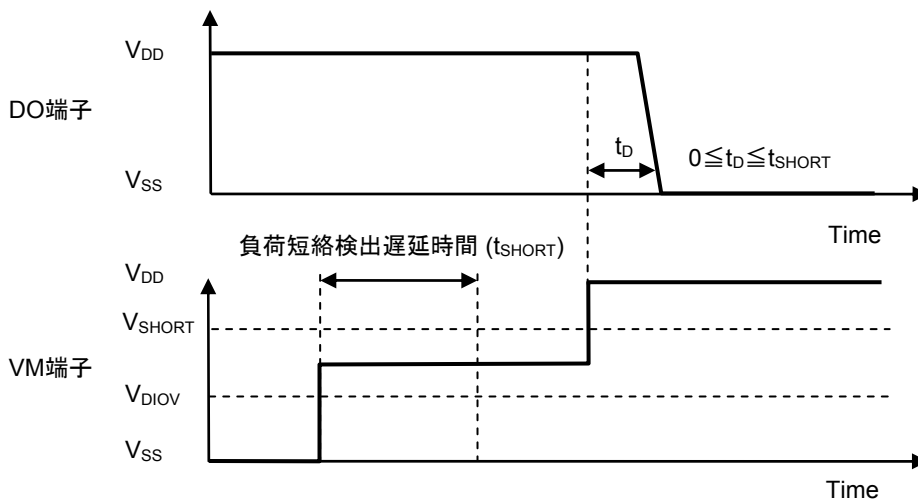 VDD
DO端子
tD
0≦tD≦tSHORT
VSS
Time
負荷短絡検出遅延時間 (tSHORT)
VDD
VSHORT
VM端子
VDIOV
VSS
Time